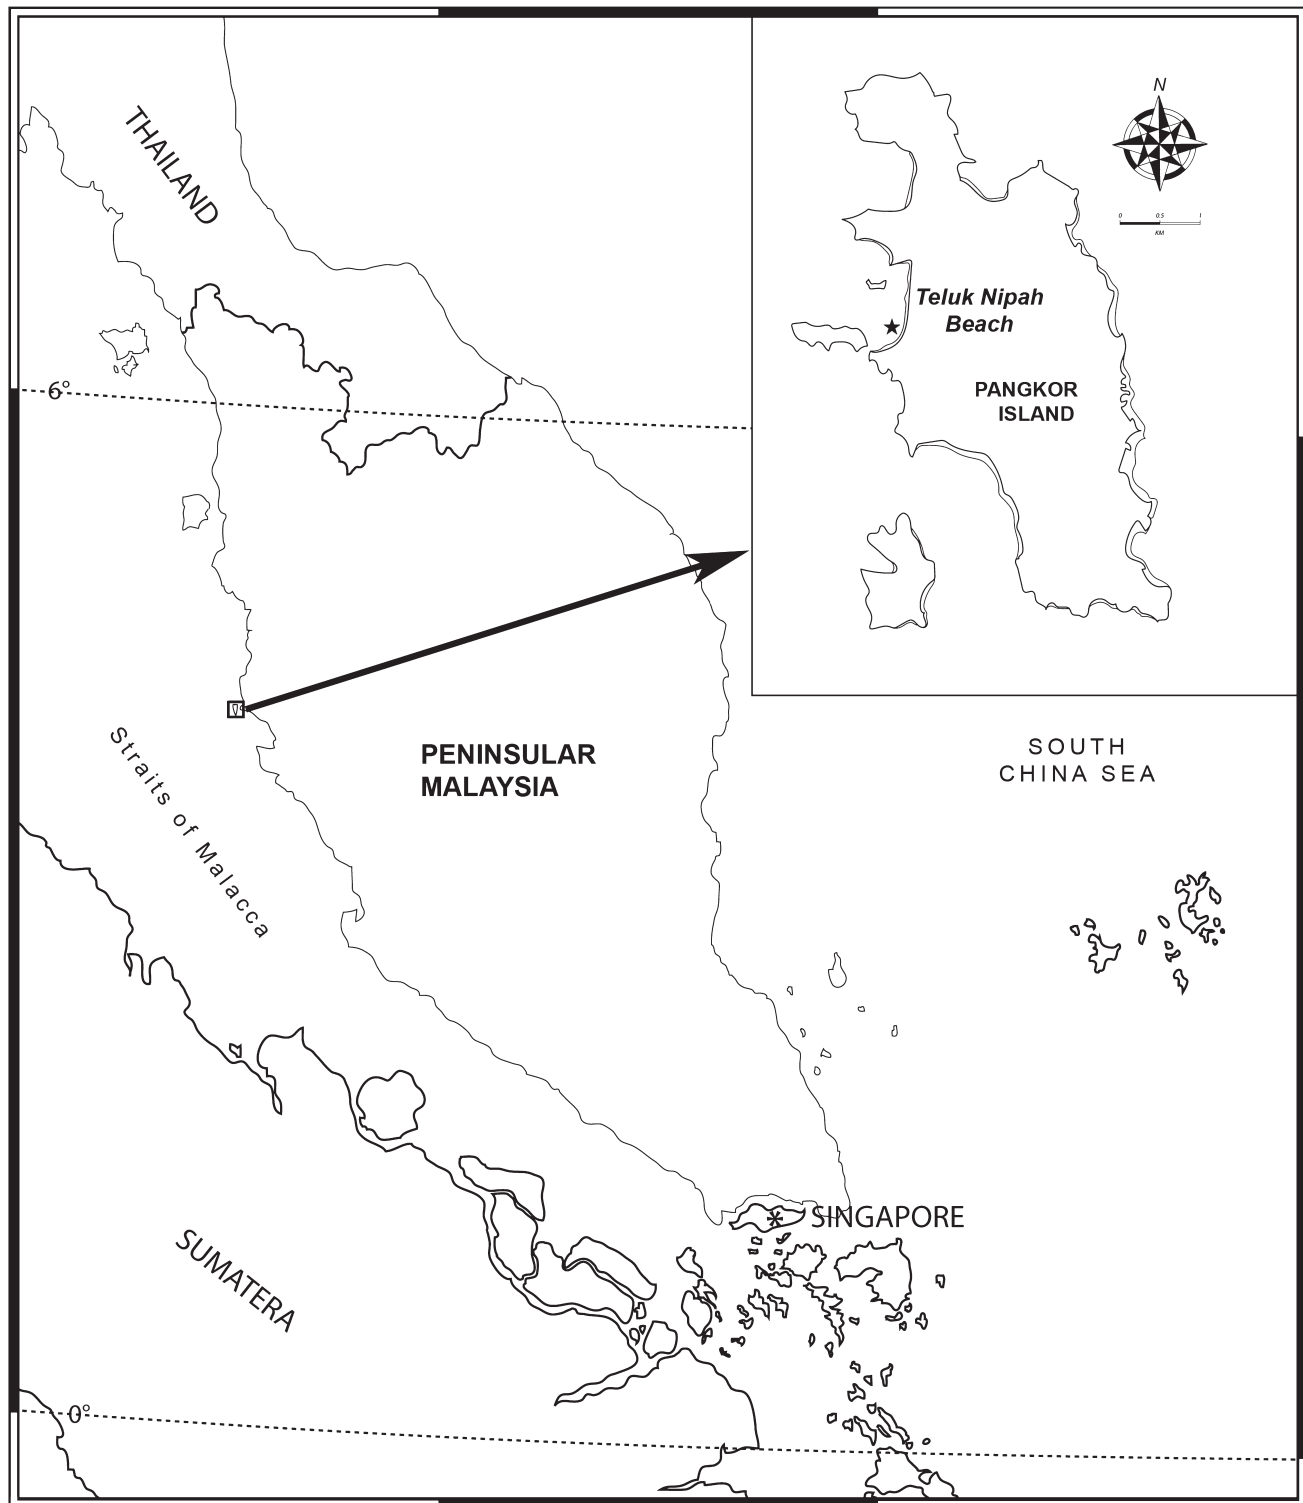 THAILAND
N
0 0.5 1
KM
Teluk Nipah
Beach
6°
PANGKOR
ISLAND
PENINSULAR
MALAYSIA
SOUTH
CHINA SEA
Straits of Malacca
SINGAPORE
SUMATERA
0°